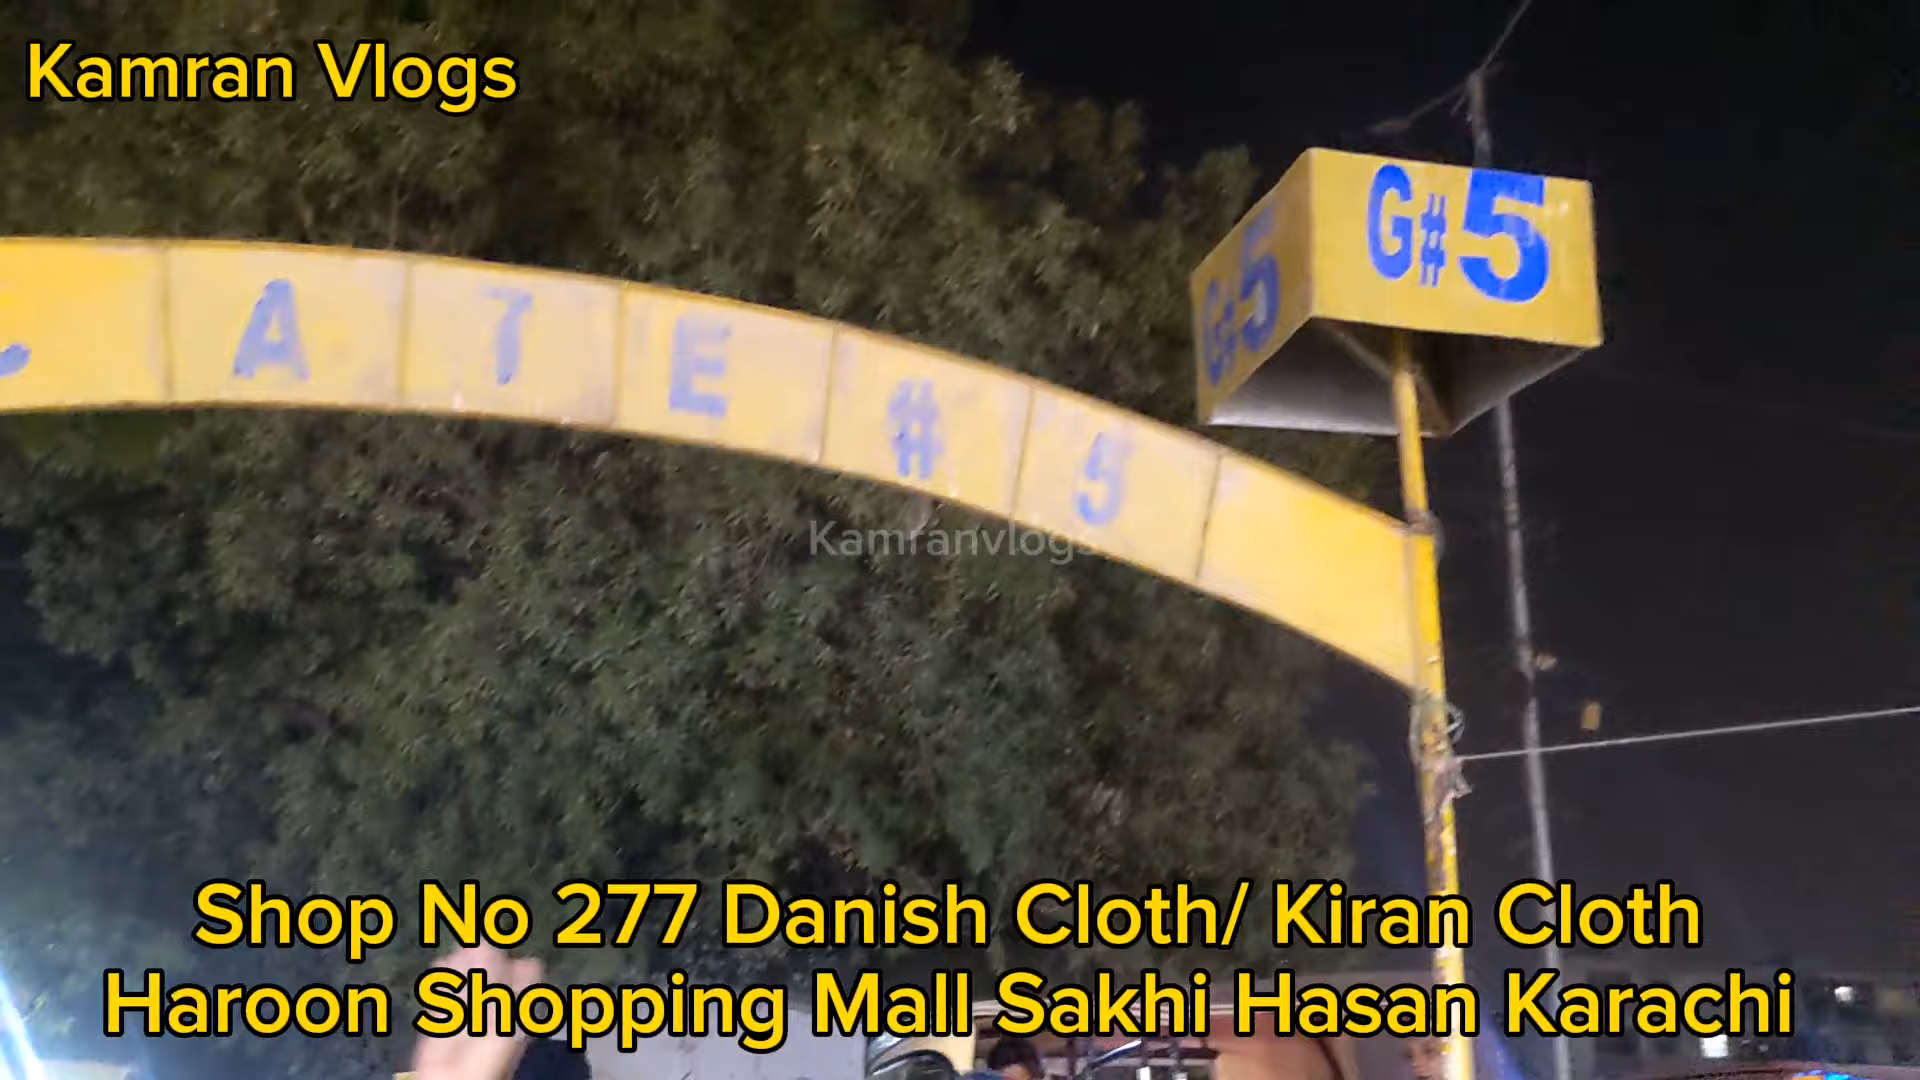 Kamran Vlogs
G#5
G#5
ATE #5
Kamranvlogs
Shop No 277 Danish Cloth/ Kiran Cloth
Haroon Shopping Mall Sakhi Hasan Karachi